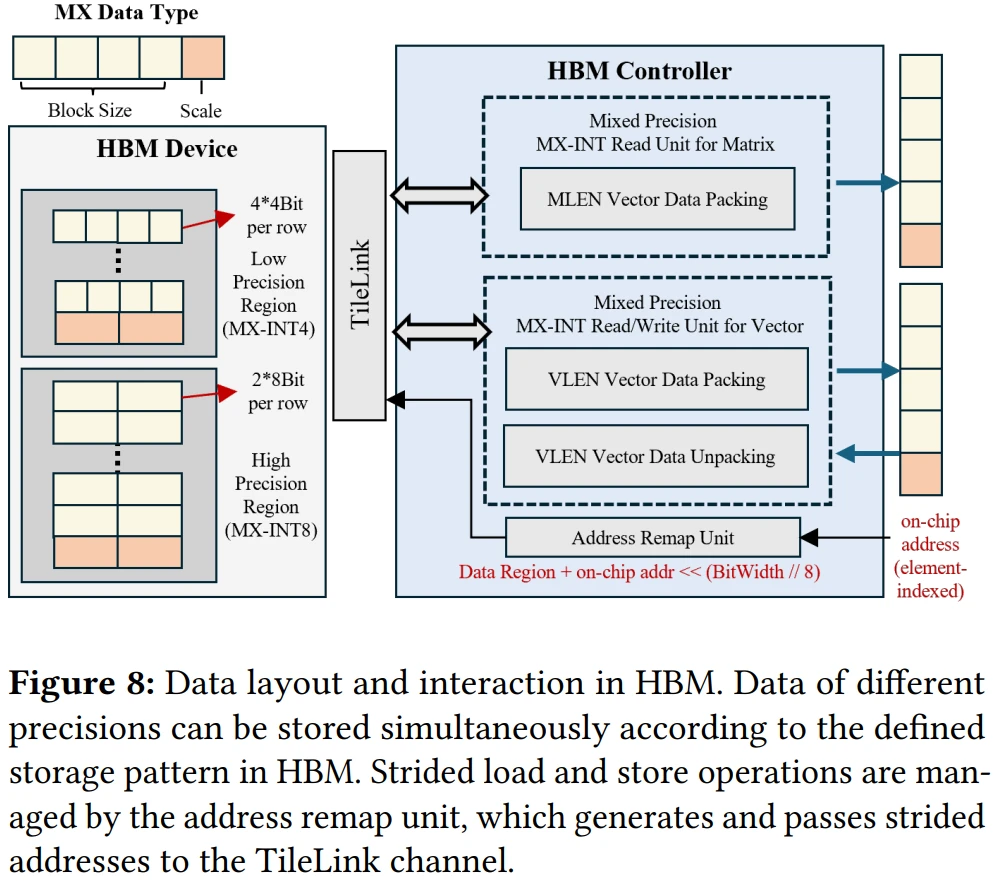 MX Data Type
Block Size
Scale
HBM Device
4*4Bit
per row
Low
Precision
Region
(MX-INT4)
2*8Bit
per row
High
Precision
Region
(MX-INT8)
TileLink
HBM Controller
Mixed Precision
MX-INT Read Unit for Matrix
MLEN Vector Data Packing
Mixed Precision
MX-INT Read/Write Unit for Vector
VLEN Vector Data Packing
VLEN Vector Data Unpacking
Address Remap Unit
Data Region + on-chip addr << (BitWidth // 8)
on-chip
address
(element-
indexed)
Figure 8: Data layout and interaction in HBM. Data of different
precisions can be stored simultaneously according to the defined
storage pattern in HBM. Strided load and store operations are man-
aged by the address remap unit, which generates and passes strided
addresses to the TileLink channel.